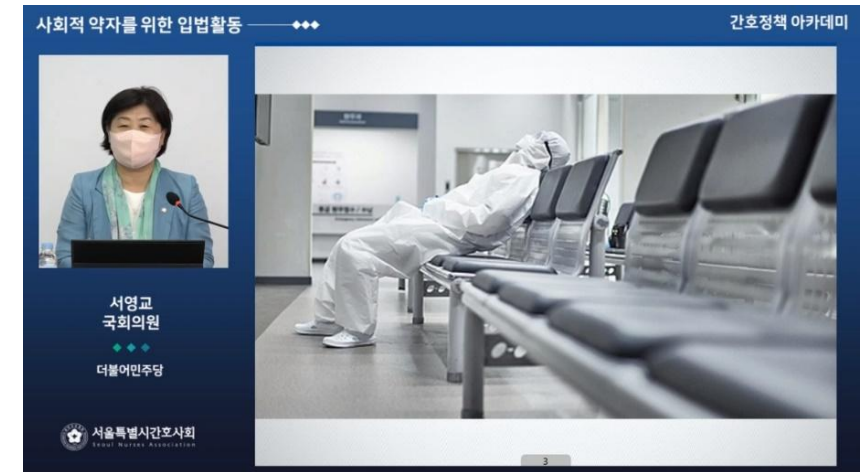 사회적 약자를 위한 입법활동
간호정책 아카데미
서영교
국회의원
더불어민주당
서울특별시간호사회
Seoul Nurses Association
3